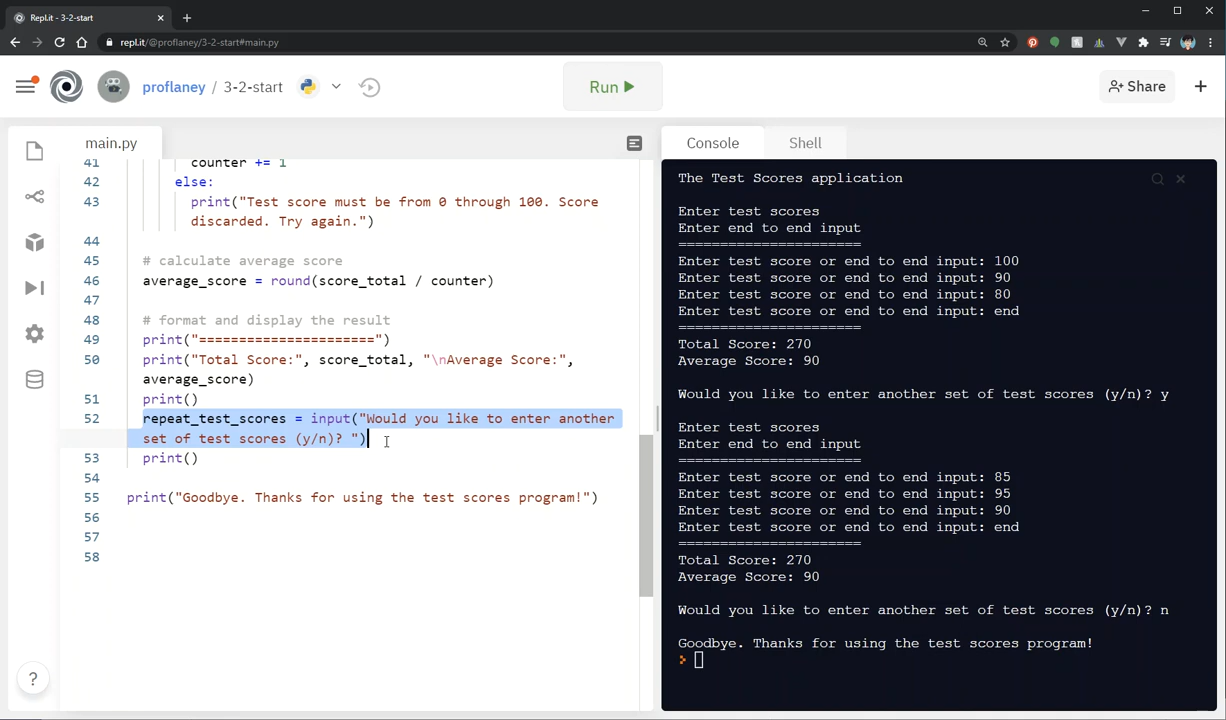 Repl.it - 3-2-start
repl.it/@proflaney/3-2-start#main.py
proflaney / 3-2-start
Run
Share
main.py
41 counter += 1
42 else:
43 print("Test score must be from 0 through 100. Score
discarded. Try again.")
44
45 # calculate average score
46 average_score = round(score_total / counter)
47
48 # format and display the result
49 print("======================")
50 print("Total Score:", score_total, "\nAverage Score:",
average_score)
51 print()
52 repeat_test_scores = input("Would you like to enter another
set of test scores (y/n)? ")
53 print()
54
55 print("Goodbye. Thanks for using the test scores program!")
56
57
58
?
Console Shell
The Test Scores application
Enter test scores
Enter end to end input
======================
Enter test score or end to end input: 100
Enter test score or end to end input: 90
Enter test score or end to end input: 80
Enter test score or end to end input: end
======================
Total Score: 270
Average Score: 90
Would you like to enter another set of test scores (y/n)? y
Enter test scores
Enter end to end input
======================
Enter test score or end to end input: 85
Enter test score or end to end input: 95
Enter test score or end to end input: 90
Enter test score or end to end input: end
======================
Total Score: 270
Average Score: 90
Would you like to enter another set of test scores (y/n)? n
Goodbye. Thanks for using the test scores program!